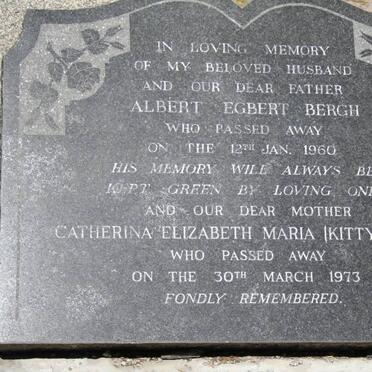 IN LOVING MEMORY
OF MY BELOVED HUSBAND
AND OUR DEAR FATHER
ALBERT EGBERT BERGH
WHO PASSED AWAY
ON THE 12TH JAN. 1960
HIS MEMORY WILL ALWAYS BE
KEPT GREEN BY LOVING ON
AND OUR DEAR MOTHER
CATHERINA ELIZABETH MARIA (KITTY
WHO PASSED AWAY
ON THE 30TH MARCH 1973
FONDLY REMEMBERED.